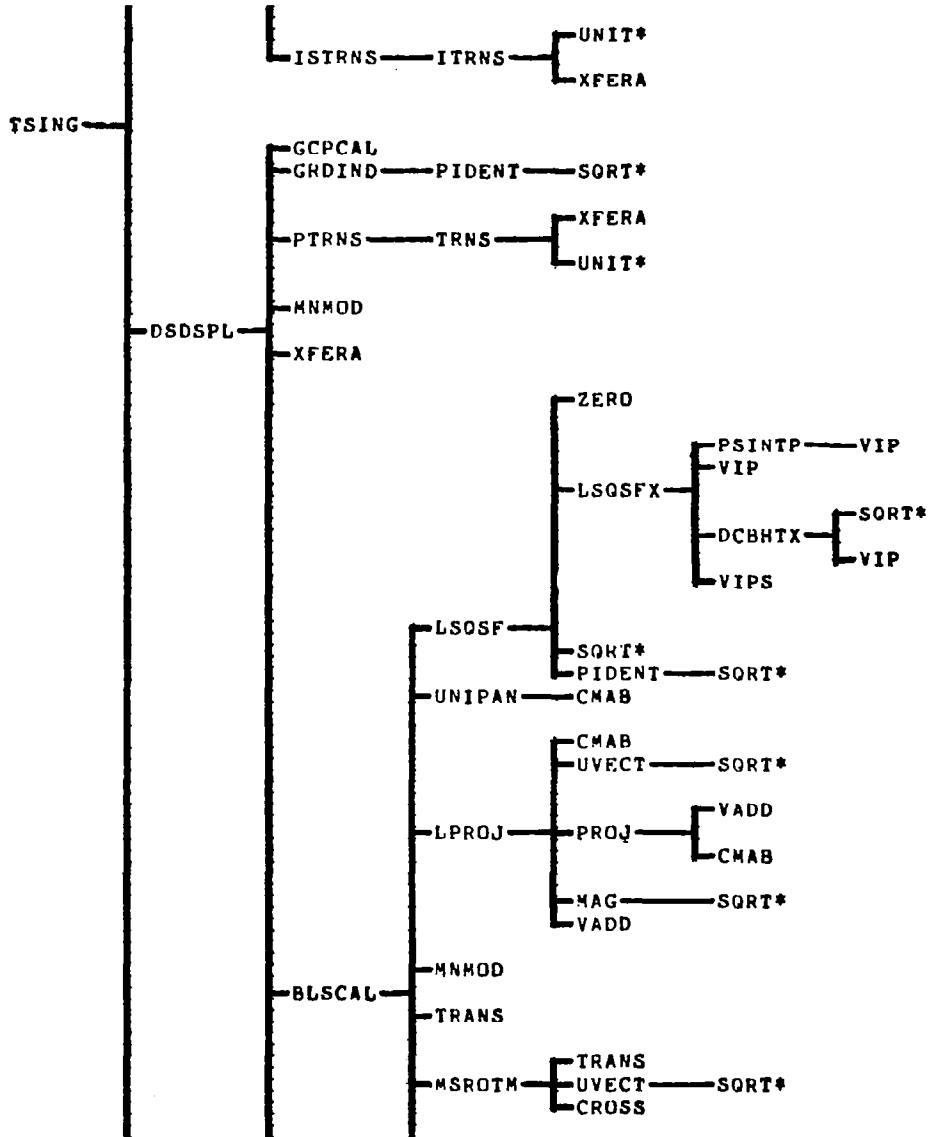 UNIT*
ISTRNS ITRNS
XFERA
TSING
GCPCAL
GRDIND PIDENT SQRT*
XFERA
PTRNS TRNS
UNIT*
MNMOD
DSDSPL
XFERA
ZERO
PSINTP VIP
VIP
LSQSFX
SQRT*
DCBHTX
VIP
VIPS
LSQSF
SQRT*
PIDENT SQRT*
UNIPAN CMAB
CMAB
UVECT SQRT*
VADD
LPROJ PROJ
CMAB
MAG SQRT*
VADD
MNMOD
BLSCAL
TRANS
TRANS
MSROTM UVECT SQRT*
CROSS